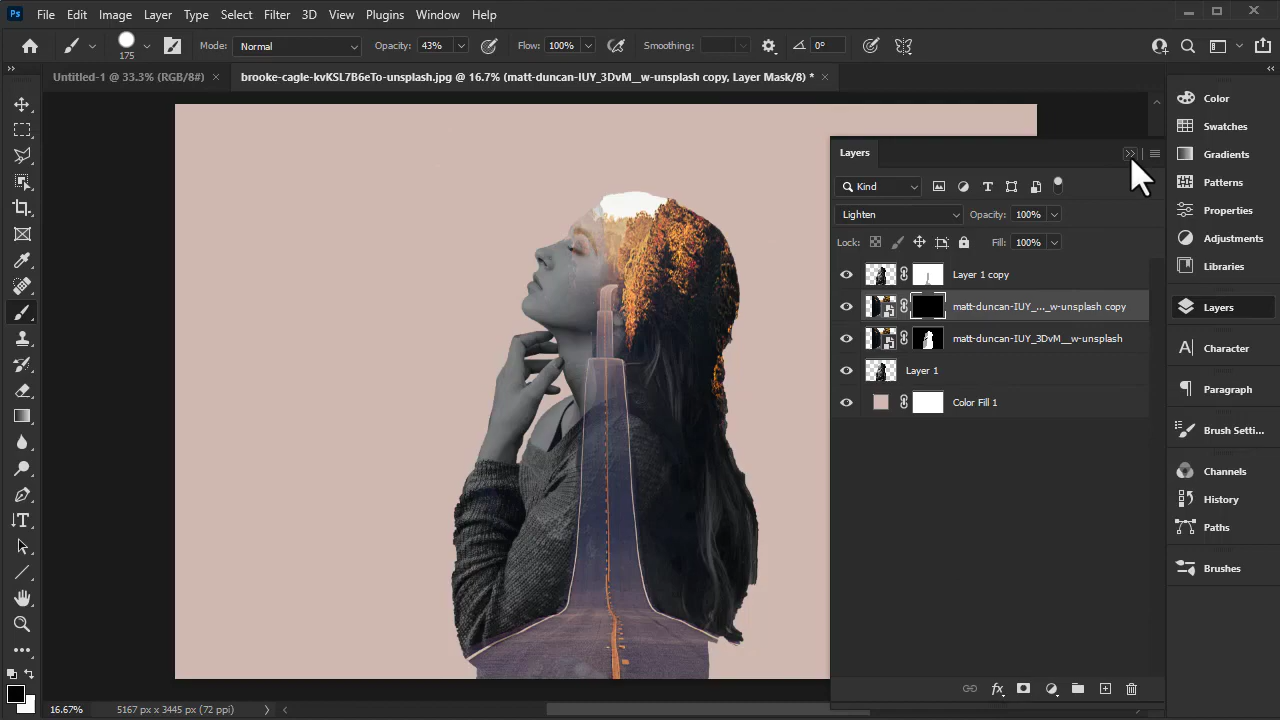 Ps File Edit Image Layer Type Select Filter 3D View Plugins Window Help
175 Mode: Normal Opacity: 43% Flow: 100% Smoothing: 0°
Untitled-1 @ 33.3% (RGB/8#) × brooke-cagle-kvKSL7B6eTo-unsplash.jpg @ 16.7% (matt-duncan-IUY_3DvM__w-unsplash copy, Layer Mask/8) * ×
Color
Swatches
Gradients
Patterns
Properties
Adjustments
Libraries
Layers
Character
Paragraph
Brush Setti...
Channels
History
Paths
Brushes
Layers
Kind
Lighten Opacity: 100%
Lock: Fill: 100%
Layer 1 copy
matt-duncan-IUY_..._w-unsplash copy
matt-duncan-IUY_3DvM__w-unsplash
Layer 1
Color Fill 1
fx
16.67% 5167 px x 3445 px (72 ppi)